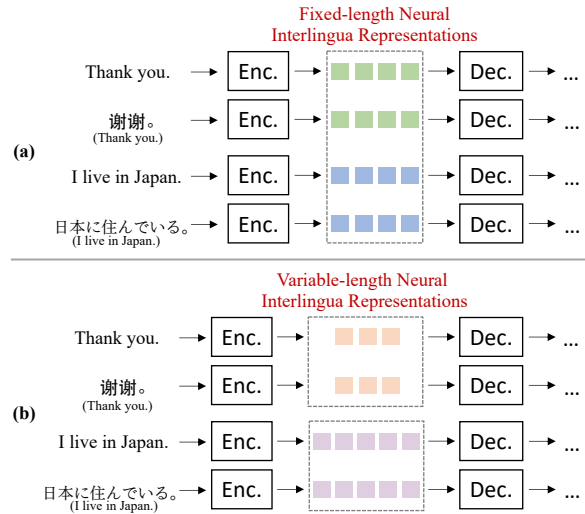 Fixed-length Neural
Interlingua Representations
Thank you. Enc. Dec. ...
谢谢。 Enc. Dec. ...
(Thank you.)
(a)
I live in Japan. Enc. Dec. ...
日本に住んでいる。 Enc. Dec. ...
(I live in Japan.)
Variable-length Neural
Interlingua Representations
Thank you. Enc. Dec. ...
谢谢。 Enc. Dec. ...
(Thank you.)
(b)
I live in Japan. Enc. Dec. ...
日本に住んでいる。 Enc. Dec. ...
(I live in Japan.)